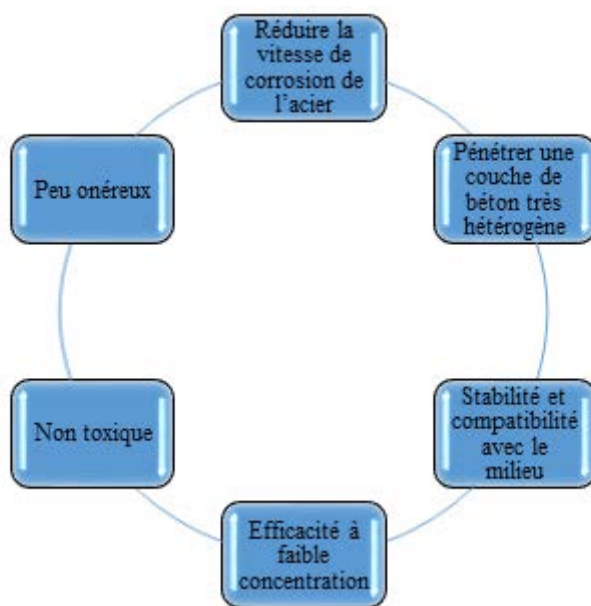 Réduire la
vitesse de
corrosion de
l'acier
Pénétrer une
couche de
béton très
hétérogène
Stabilité et
compatibilité
avec le
milieu
Efficacité à
faible
concentration
Non toxique
Peu onéreux